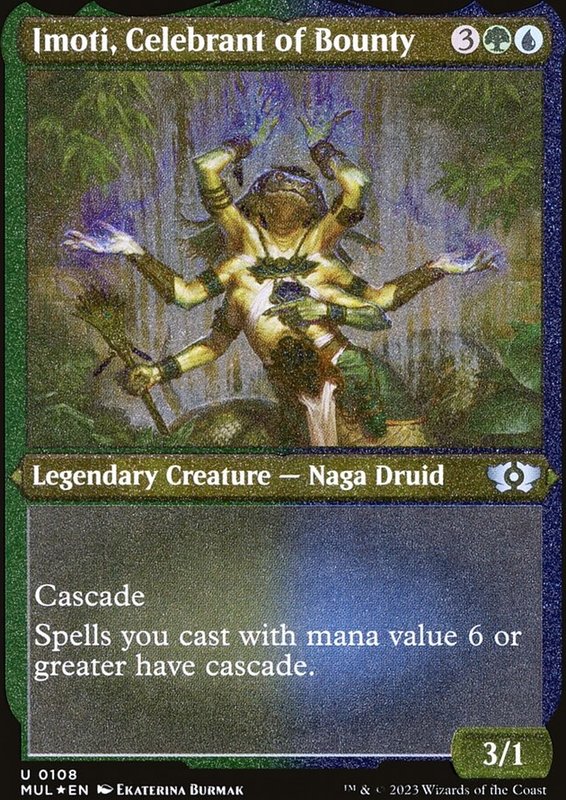 Imoti, Celebrant of Bounty 3
Legendary Creature — Naga Druid
Cascade
Spells you cast with mana value 6 or
greater have cascade.
3/1
U 0108
MUL★EN Ekaterina Burmak
™ & © 2023 Wizards of the Coast